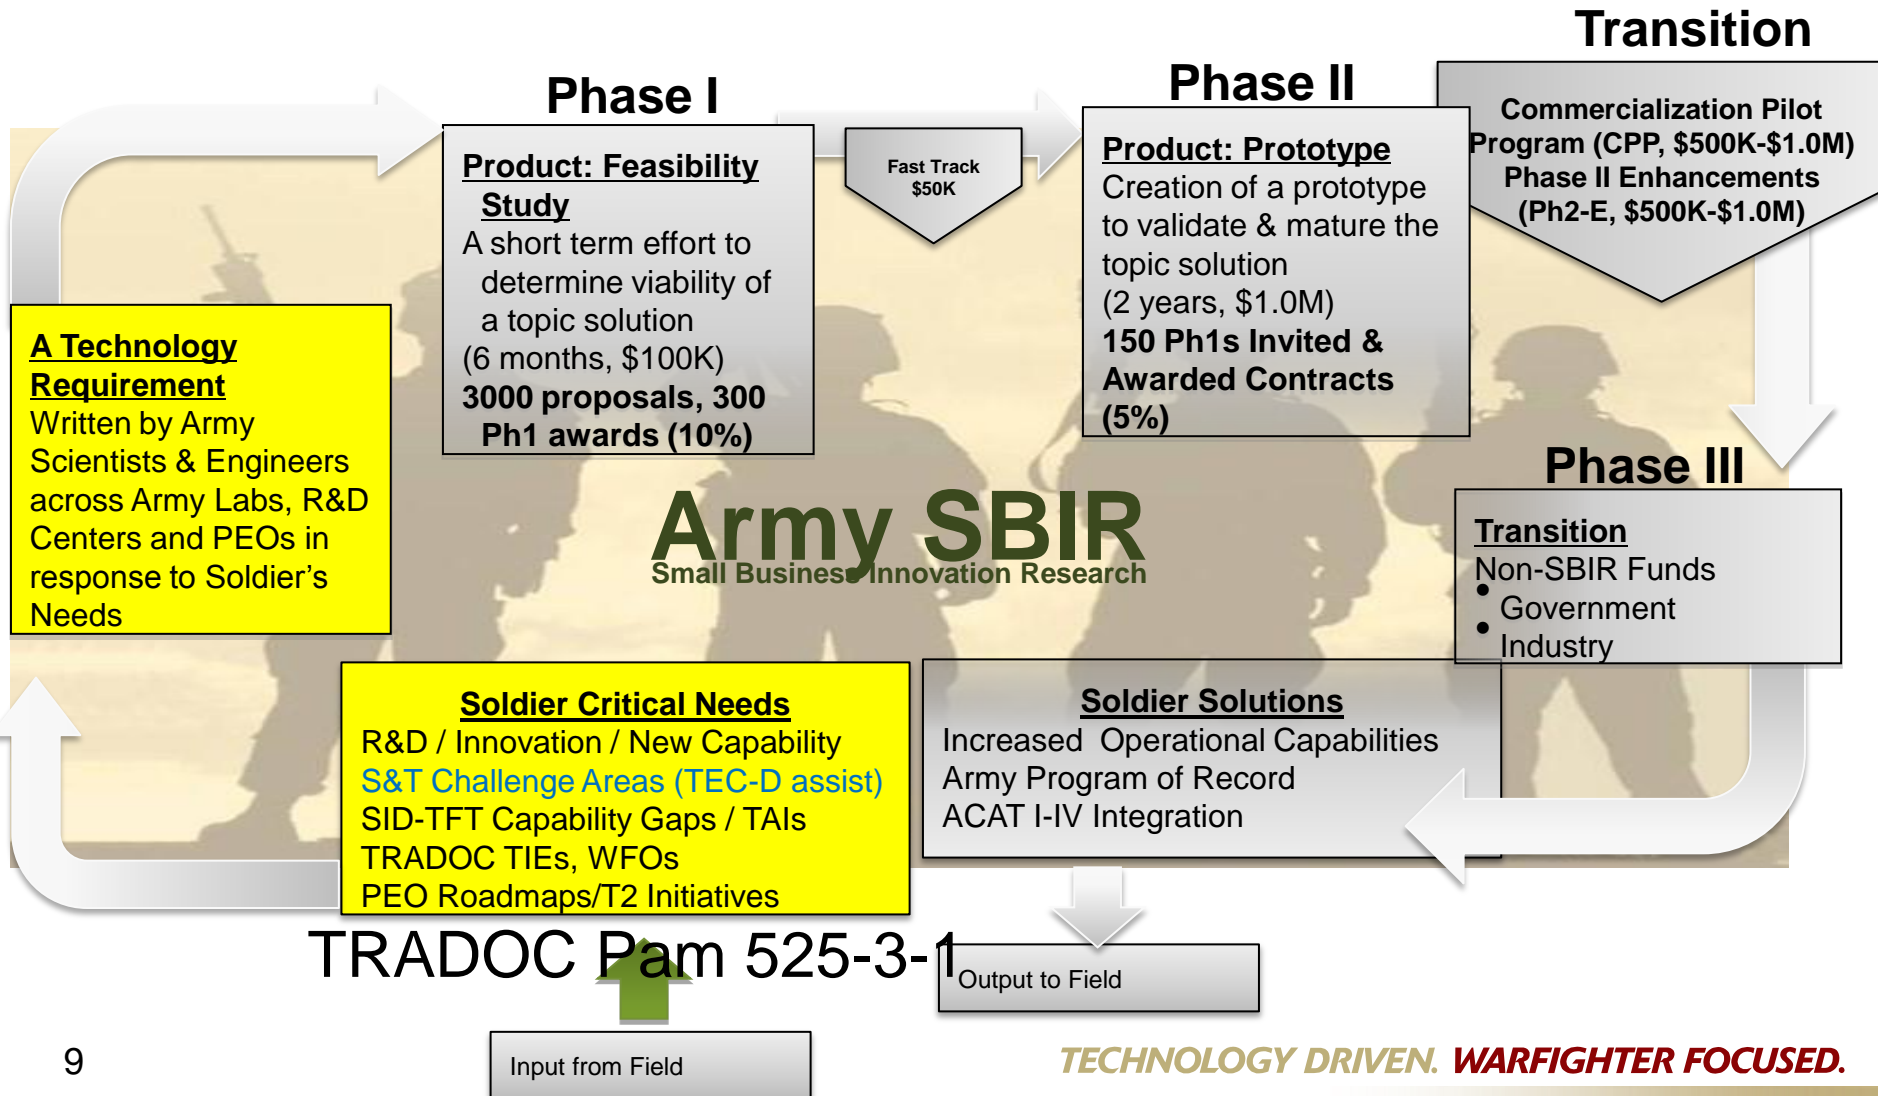 Transition
Phase I
Phase II
Commercialization Pilot
Program (CPP, $500K-$1.0M)
Phase II Enhancements
(Ph2-E, $500K-$1.0M)
Product: Feasibility
Study
A short term effort to
determine viability of
a topic solution
(6 months, $100K)
3000 proposals, 300
Ph1 awards (10%)
Fast Track
$50K
Product: Prototype
Creation of a prototype
to validate & mature the
topic solution
(2 years, $1.0M)
150 Ph1s Invited &
Awarded Contracts
(5%)
A Technology
Requirement
Written by Army
Scientists & Engineers
across Army Labs, R&D
Centers and PEOs in
response to Soldier's
Needs
Army SBIR
Small Business Innovation Research
Phase III
Transition
Non-SBIR Funds
• Government
• Industry
Soldier Critical Needs
R&D / Innovation / New Capability
S&T Challenge Areas (TEC-D assist)
SID-TFT Capability Gaps / TAIs
TRADOC TIEs, WFOs
PEO Roadmaps/T2 Initiatives
Soldier Solutions
Increased Operational Capabilities
Army Program of Record
ACAT I-IV Integration
TRADOC Pam 525-3-1
Output to Field
Input from Field
9
TECHNOLOGY DRIVEN. WARFIGHTER FOCUSED.